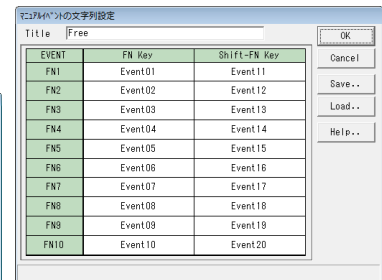 ﾏﾆｭｱﾙｲﾍﾞﾝﾄの文字列設定
Title Free
OK
EVENT FN Key Shift-FN Key
Cancel
FN1 Event01 Event11
FN2 Event02 Event12
Save..
FN3 Event03 Event13
Load..
FN4 Event04 Event14
Help..
FN5 Event05 Event15
FN6 Event06 Event16
FN7 Event07 Event17
FN8 Event08 Event18
FN9 Event09 Event19
FN10 Event10 Event20